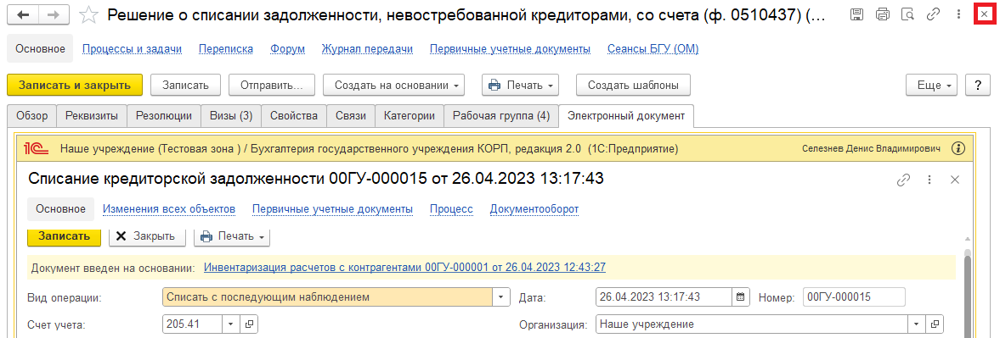 Решение о списании задолженности, невостребованной кредиторами, со счета (ф. 0510437) (...
Основное Процессы и задачи Переписка Форум Журнал передачи Первичные учетные документы Сеансы БГУ (ОМ)
Записать и закрыть Записать Отправить... Создать на основании Печать Создать шаблоны Еще ?
Обзор Реквизиты Резолюции Визы (3) Свойства Связи Категории Рабочая группа (4) Электронный документ
1С Наше учреждение (Тестовая зона ) / Бухгалтерия государственного учреждения КОРП, редакция 2.0 (1С:Предприятие) Селезнев Денис Владимирович
Списание кредиторской задолженности 00ГУ-000015 от 26.04.2023 13:17:43
Основное Изменения всех объектов Первичные учетные документы Процесс Документооборот
Записать Закрыть Печать
Документ введен на основании: Инвентаризация расчетов с контрагентами 00ГУ-000001 от 26.04.2023 12:43:27
Вид операции: Списать с последующим наблюдением Дата: 26.04.2023 13:17:43 Номер: 00ГУ-000015
Счет учета: 205.41 Организация: Наше учреждение